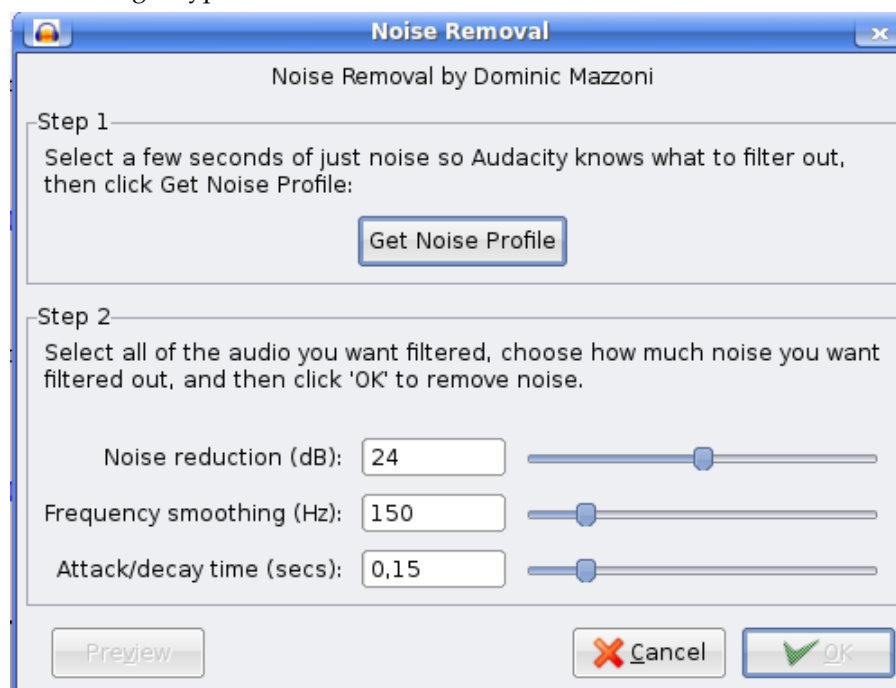 Noise Removal
Noise Removal by Dominic Mazzoni
Step 1
Select a few seconds of just noise so Audacity knows what to filter out,
then click Get Noise Profile:
Get Noise Profile
Step 2
Select all of the audio you want filtered, choose how much noise you want
filtered out, and then click 'OK' to remove noise.
Noise reduction (dB): 24
Frequency smoothing (Hz): 150
Attack/decay time (secs): 0,15
Preview Cancel OK